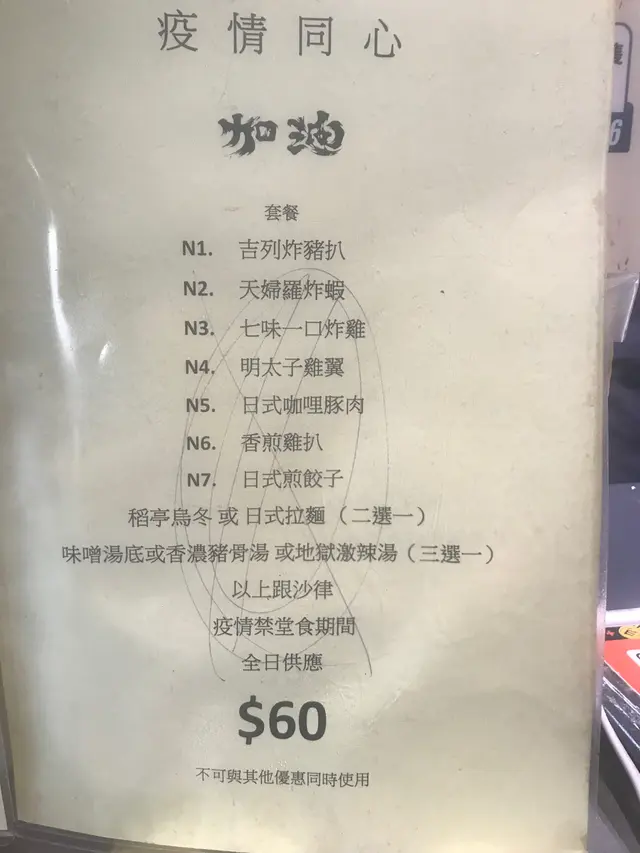 疫情同心
加油
套餐
N1. 吉列炸豬扒
N2. 天婦羅炸蝦
N3. 七味一口炸雞
N4. 明太子雞翼
N5. 日式咖哩豚肉
N6. 香煎雞扒
N7. 日式煎餃子
稻亭烏冬 或 日式拉麵（二選一）
味噌湯底或香濃豬骨湯 或地獄激辣湯（三選一）
以上跟沙律
疫情禁堂食期間
全日供應
$60
不可與其他優惠同時使用
6